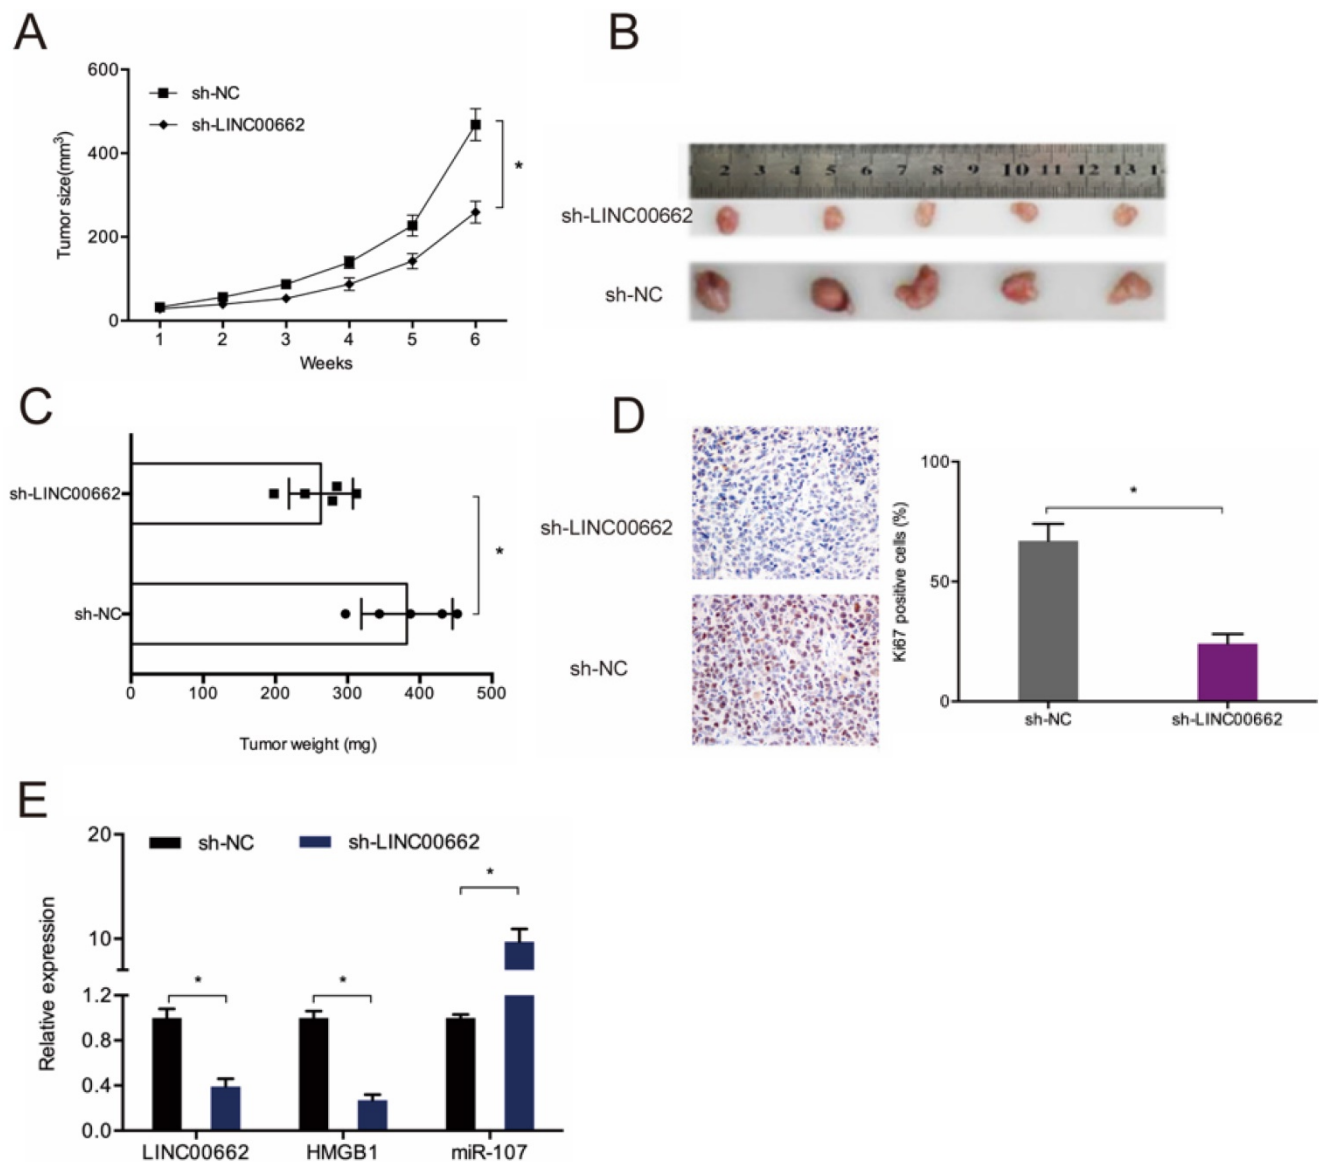 A
600
400
200
0
Tumor size(mm3)
sh-NC
sh-LINC00662
*
1 2 3 4 5 6
Weeks
B
2 3 4 5 6 7 8 9 10 11 12 13 1
sh-LINC00662
sh-NC
C
sh-LINC00662
sh-NC
*
0 100 200 300 400 500
Tumor weight (mg)
D
sh-LINC00662
sh-NC
100
50
0
Ki67 positive cells (%)
*
sh-NC sh-LINC00662
E
20
10
1.2
0.8
0.4
0.0
Relative expression
sh-NC sh-LINC00662
* * *
LINC00662 HMGB1 miR-107